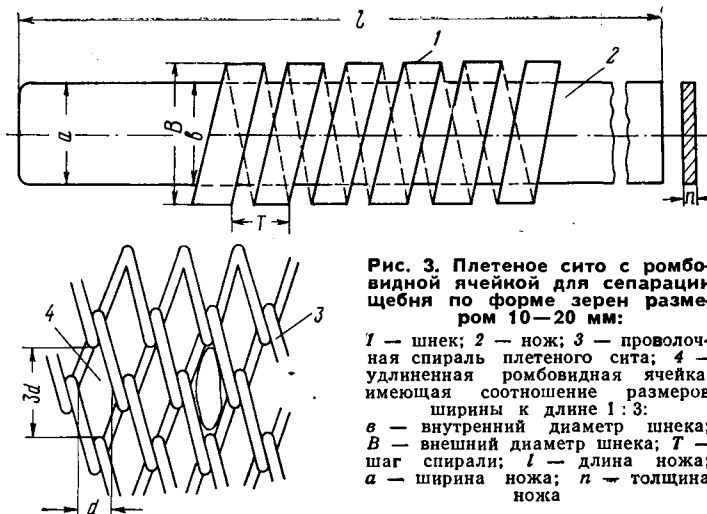 l
1
2
a
B
в
T
n
4
3
3d
d
Рис. 3. Плетеное сито с ромбо-
видной ячейкой для сепарации
щебня по форме зерен разме-
ром 10—20 мм:
1 — шнек; 2 — нож; 3 — проволоч-
ная спираль плетеного сита; 4 —
удлиненная ромбовидная ячейка,
имеющая соотношение размеров
ширины к длине 1 : 3:
в — внутренний диаметр шнека;
В — внешний диаметр шнека; Т —
шаг спирали; l — длина ножа;
а — ширина ножа; n — толщина
ножа